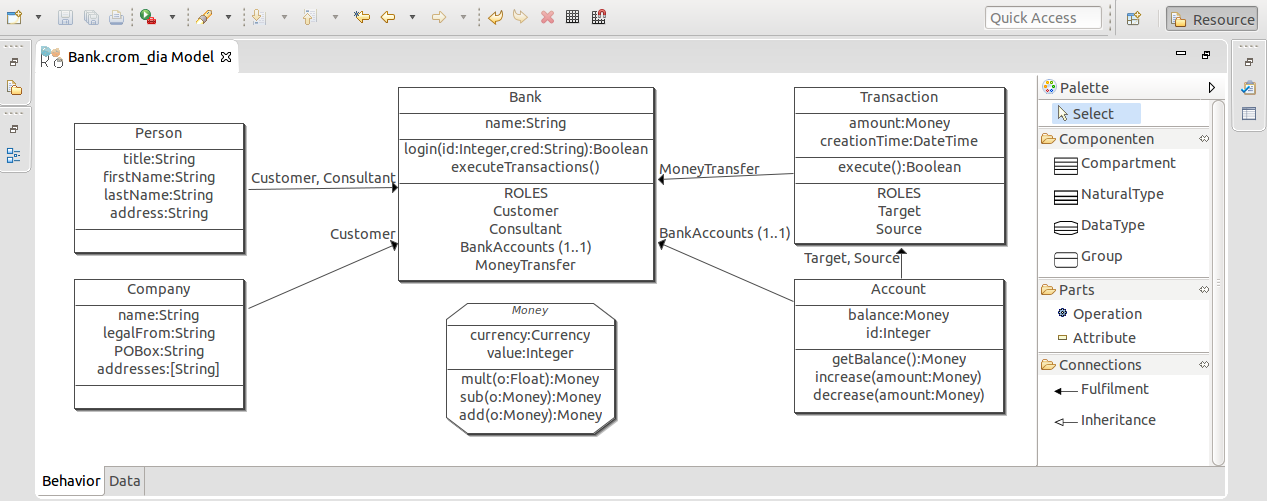 Quick Access
Resource
Bank.crom_dia Model
Person
title:String
firstName:String
lastName:String
address:String
Company
name:String
legalFrom:String
POBox:String
addresses:[String]
Customer, Consultant
Customer
Bank
name:String
login(id:Integer,cred:String):Boolean
executeTransactions()
ROLES
Customer
Consultant
BankAccounts (1..1)
MoneyTransfer
Money
currency:Currency
value:Integer
mult(o:Float):Money
sub(o:Money):Money
add(o:Money):Money
MoneyTransfer
BankAccounts (1..1)
Transaction
amount:Money
creationTime:DateTime
execute():Boolean
ROLES
Target
Source
Target, Source
Account
balance:Money
id:Integer
getBalance():Money
increase(amount:Money)
decrease(amount:Money)
Palette
Select
Componenten
Compartment
NaturalType
DataType
Group
Parts
Operation
Attribute
Connections
Fulfilment
Inheritance
Behavior
Data